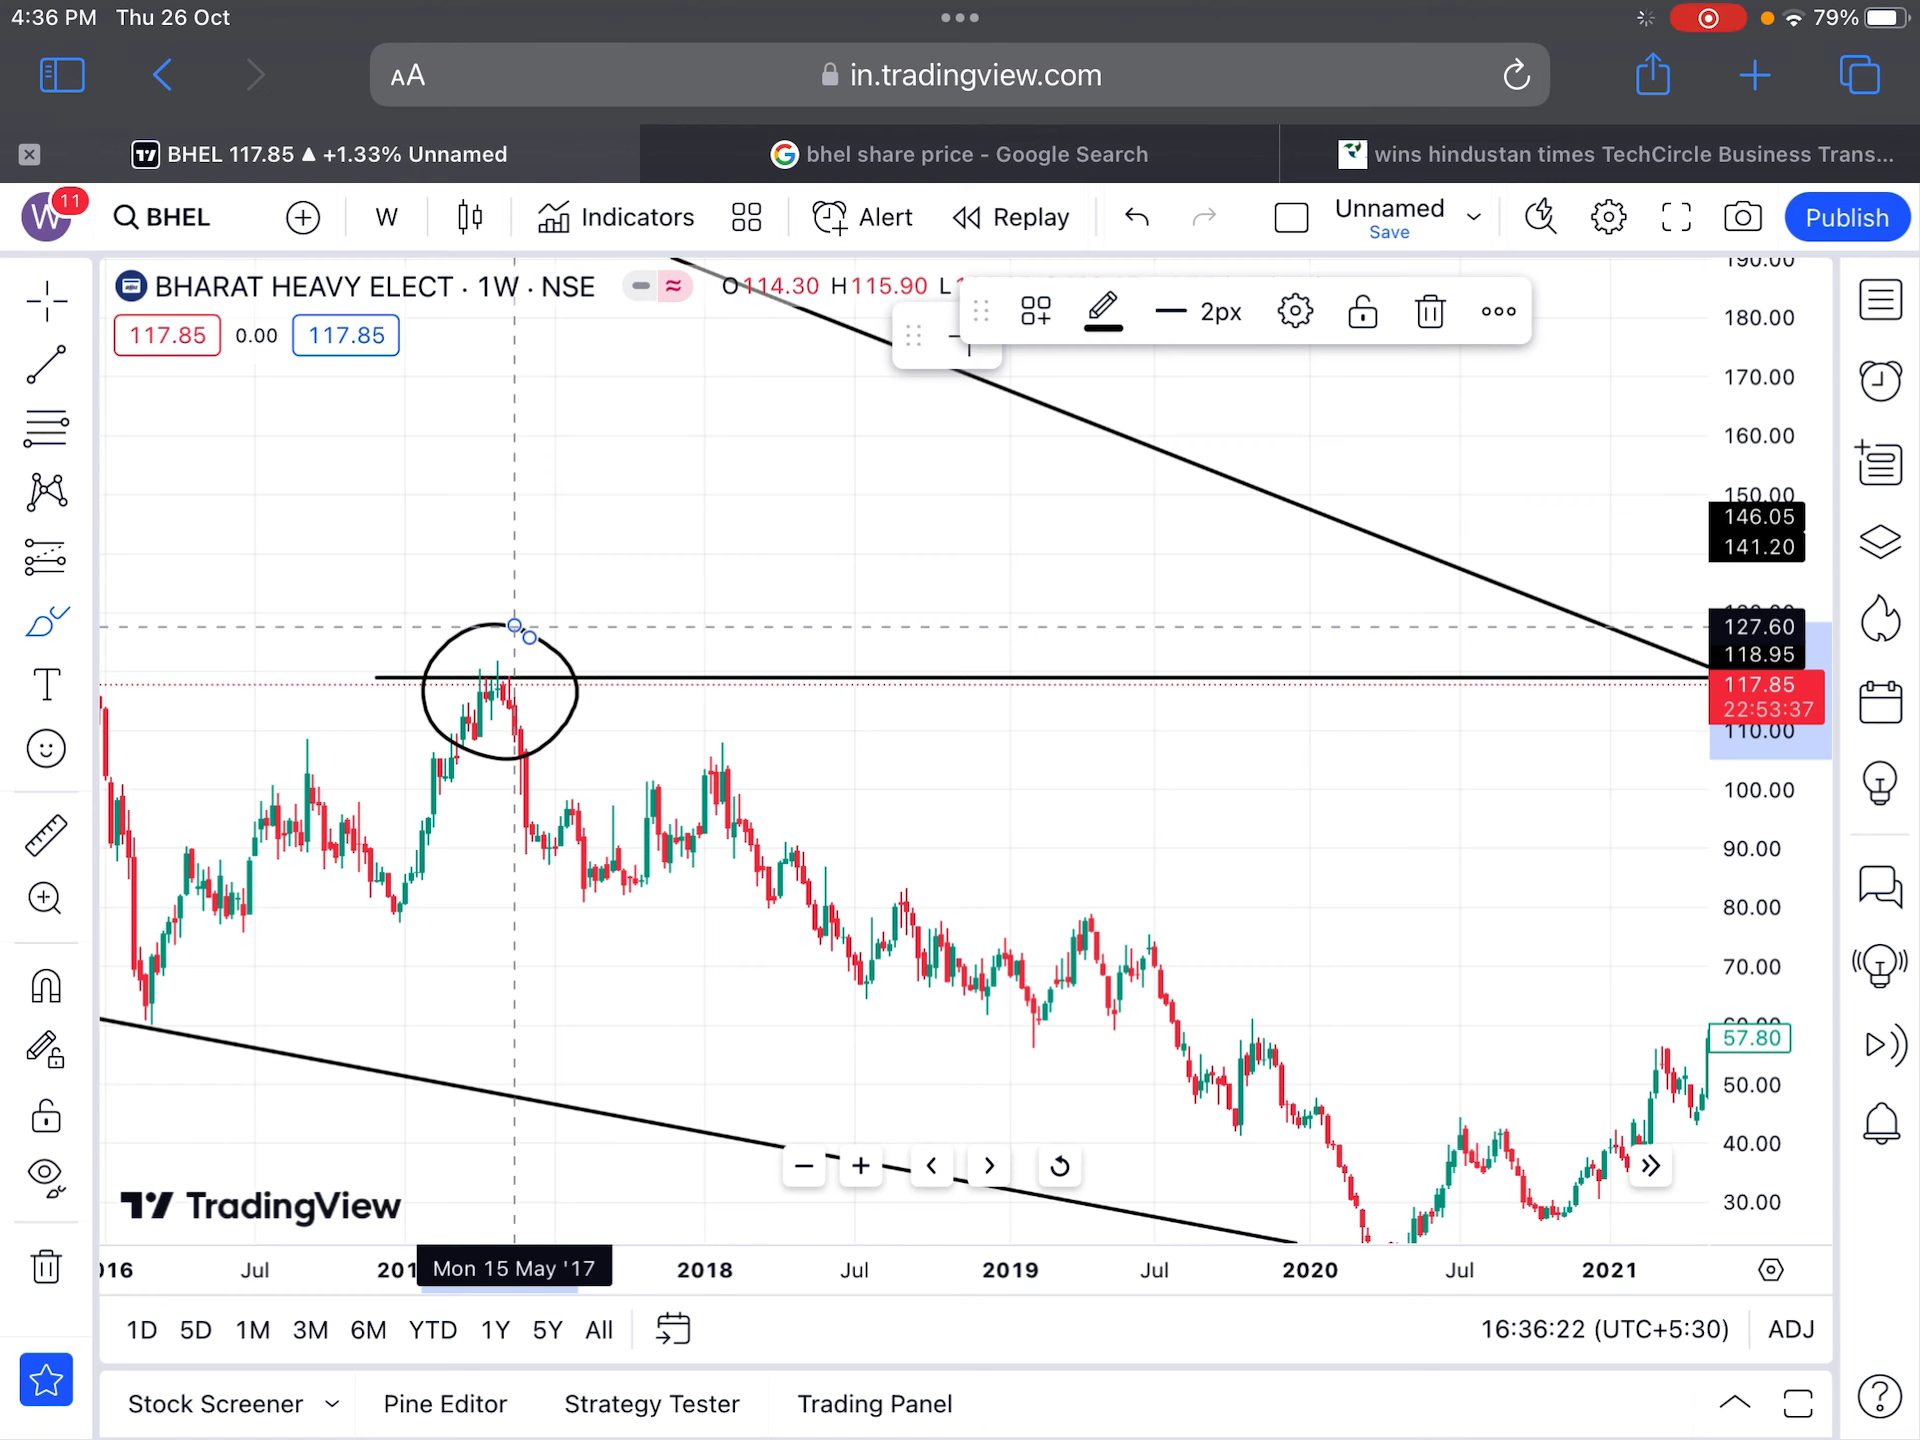 4:36 PM Thu 26 Oct
79%
AA in.tradingview.com
BHEL 117.85 ▲ +1.33% Unnamed
bhel share price - Google Search
wins hindustan times TechCircle Business Trans...
W 11 BHEL W Indicators Alert Replay Unnamed Publish
Save
BHARAT HEAVY ELECT · 1W · NSE O114.30 H115.90 L
2px
117.85 0.00 117.85
190.00
180.00
170.00
160.00
150.00
146.05
141.20
127.60
118.95
117.85
22:53:37
110.00
100.00
90.00
80.00
70.00
57.80
50.00
40.00
30.00
TradingView
Jul
Mon 15 May '17
2018
Jul
2019
Jul
2020
Jul
2021
1D 5D 1M 3M 6M YTD 1Y 5Y All 16:36:22 (UTC+5:30) ADJ
Stock Screener Pine Editor Strategy Tester Trading Panel